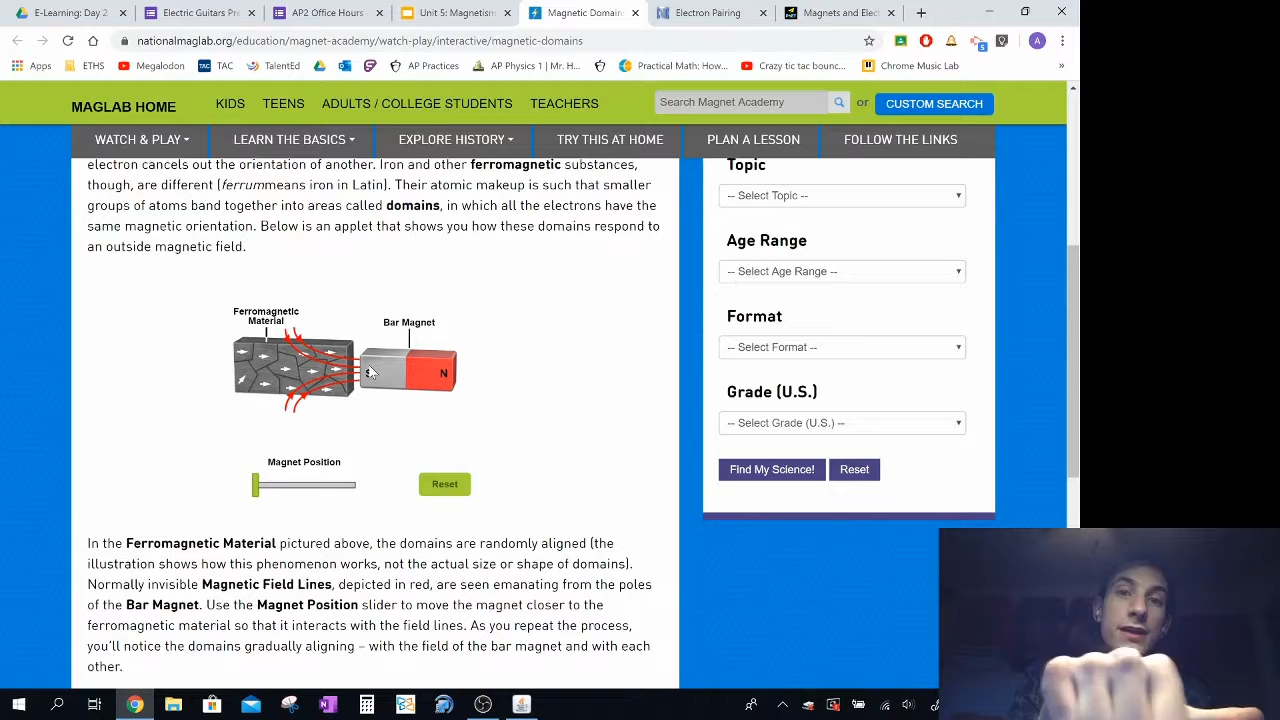 E-Learning Day 2
Electric Guitars Pr
AP2 Office Hours
Unit 5: Magnetism
Magnetic Domain
Electron Pairing
Magnets and Elect
nationalmaglab.org/education/magnet-academy/watch-play/interactive/magnetic-domains
A
Apps
ETHS
Megalodon
TAC
TAC
TalentEd
AP Practices
AP Physics 1 | Mr. H...
Practical Math: How...
Crazy tic tac bounc...
Chrome Music Lab
»
MAGLAB HOME
KIDS
TEENS
ADULTS / COLLEGE STUDENTS
TEACHERS
Search Magnet Academy
or
CUSTOM SEARCH
WATCH & PLAY
LEARN THE BASICS
EXPLORE HISTORY
TRY THIS AT HOME
PLAN A LESSON
FOLLOW THE LINKS
electron cancels out the orientation of another. Iron and other ferromagnetic substances,
though, are different (ferrummeans iron in Latin). Their atomic makeup is such that smaller
groups of atoms band together into areas called domains, in which all the electrons have the
same magnetic orientation. Below is an applet that shows you how these domains respond to
an outside magnetic field.
Ferromagnetic
Material
Bar Magnet
S
N
Magnet Position
Reset
In the Ferromagnetic Material pictured above, the domains are randomly aligned (the
illustration shows how this phenomenon works, not the actual size or shape of domains).
Normally invisible Magnetic Field Lines, depicted in red, are seen emanating from the poles
of the Bar Magnet. Use the Magnet Position slider to move the magnet closer to the
ferromagnetic material so that it interacts with the field lines. As you repeat the process,
you'll notice the domains gradually aligning – with the field of the bar magnet and with each
other.
Topic
-- Select Topic --
Age Range
-- Select Age Range --
Format
-- Select Format --
Grade (U.S.)
-- Select Grade (U.S.) --
Find My Science!
Reset